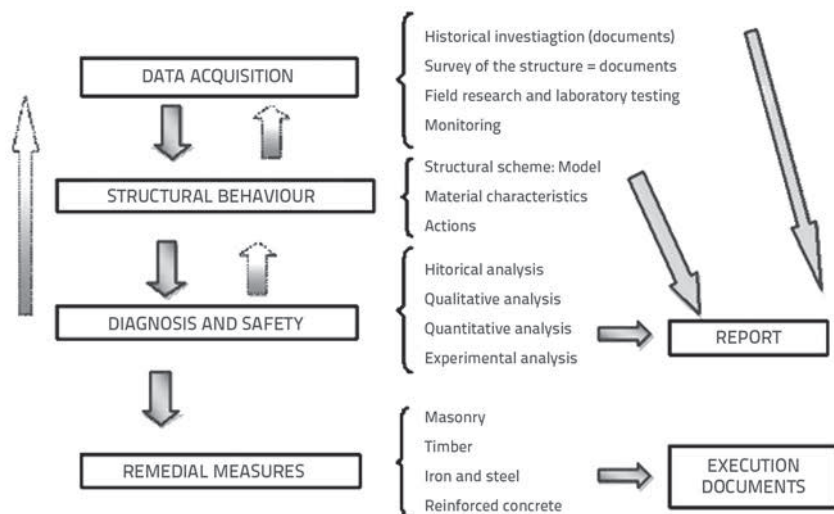 DATA ACQUISITION
Historical investiagtion (documents)
Survey of the structure = documents
Field research and laboratory testing
Monitoring
STRUCTURAL BEHAVIOUR
Structural scheme: Model
Material characteristics
Actions
DIAGNOSIS AND SAFETY
Hitorical analysis
Qualitative analysis
Quantitative analysis
Experimental analysis
REPORT
REMEDIAL MEASURES
Masonry
Timber
Iron and steel
Reinforced concrete
EXECUTION
DOCUMENTS